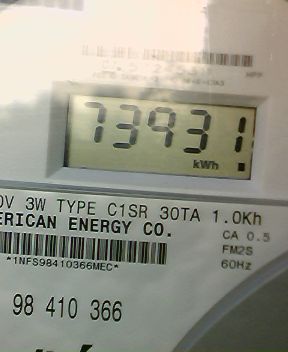 73931
kWh
0V 3W TYPE C1SR 30TA 1.0Kh
ERICAN ENERGY CO.
CA 0.5
FM2S
60Hz
*1NFS98410366MEC*
98 410 366